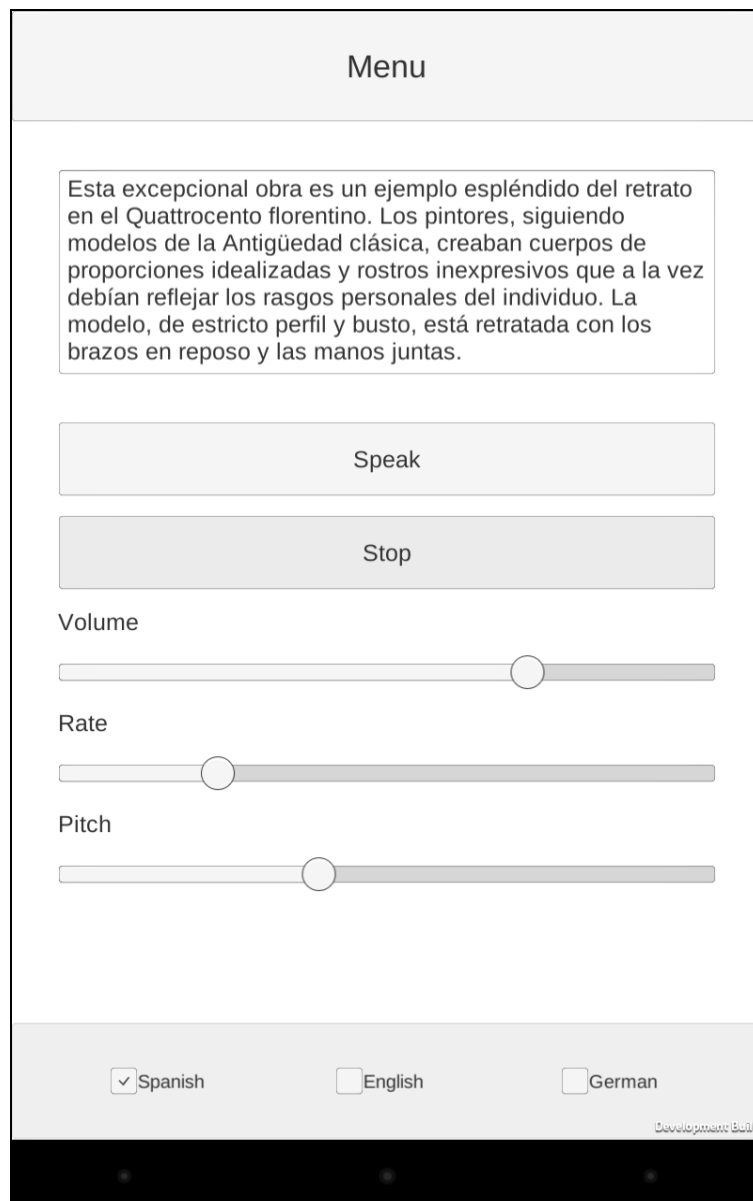 Menu
Esta excepcional obra es un ejemplo espléndido del retrato
en el Quattrocento florentino. Los pintores, siguiendo
modelos de la Antigüedad clásica, creaban cuerpos de
proporciones idealizadas y rostros inexpresivos que a la vez
debían reflejar los rasgos personales del individuo. La
modelo, de estricto perfil y busto, está retratada con los
brazos en reposo y las manos juntas.
Speak
Stop
Volume
Rate
Pitch
Spanish English German
Development Buil